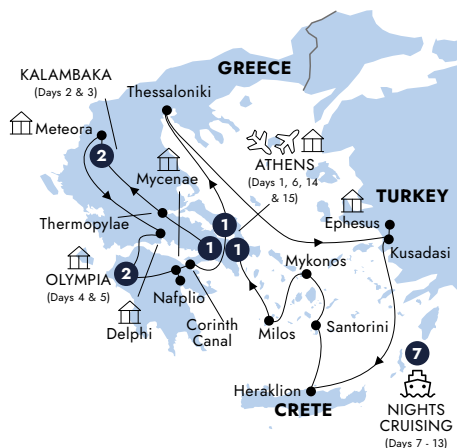 GREECE
KALAMBAKA
(Days 2 & 3)
Thessaloniki
Meteora
2
Mycenae
ATHENS
(Days 1, 6, 14
& 15)
TURKEY
Ephesus
Kusadasi
Thermopylae
1
1
1
OLYMPIA
(Days 4 & 5)
2
Nafplio
Delphi
Corinth
Canal
Mykonos
Milos
Santorini
Heraklion
CRETE
7
NIGHTS
CRUISING
(Days 7 - 13)